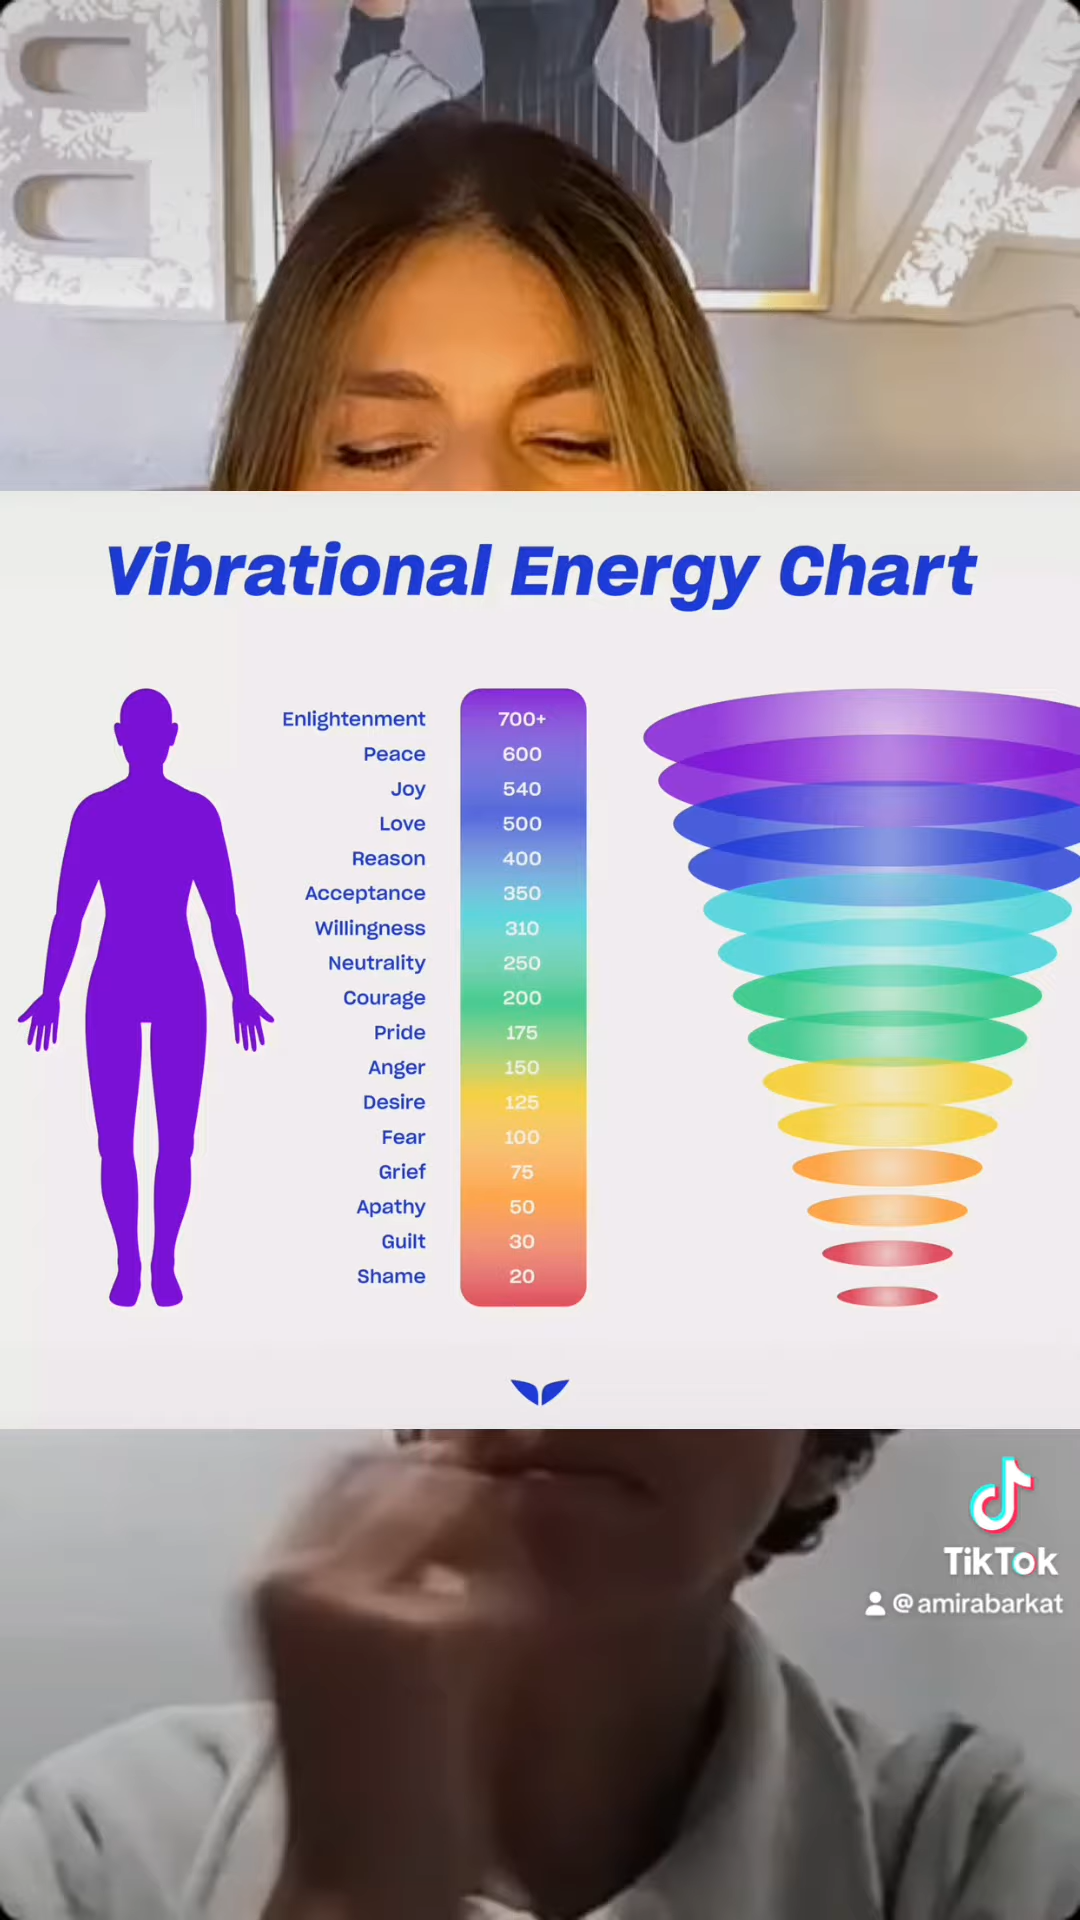 Vibrational Energy Chart
Enlightenment 700+
Peace 600
Joy 540
Love 500
Reason 400
Acceptance 350
Willingness 310
Neutrality 250
Courage 200
Pride 175
Anger 150
Desire 125
Fear 100
Grief 75
Apathy 50
Guilt 30
Shame 20
TikTok
@amirabarkat